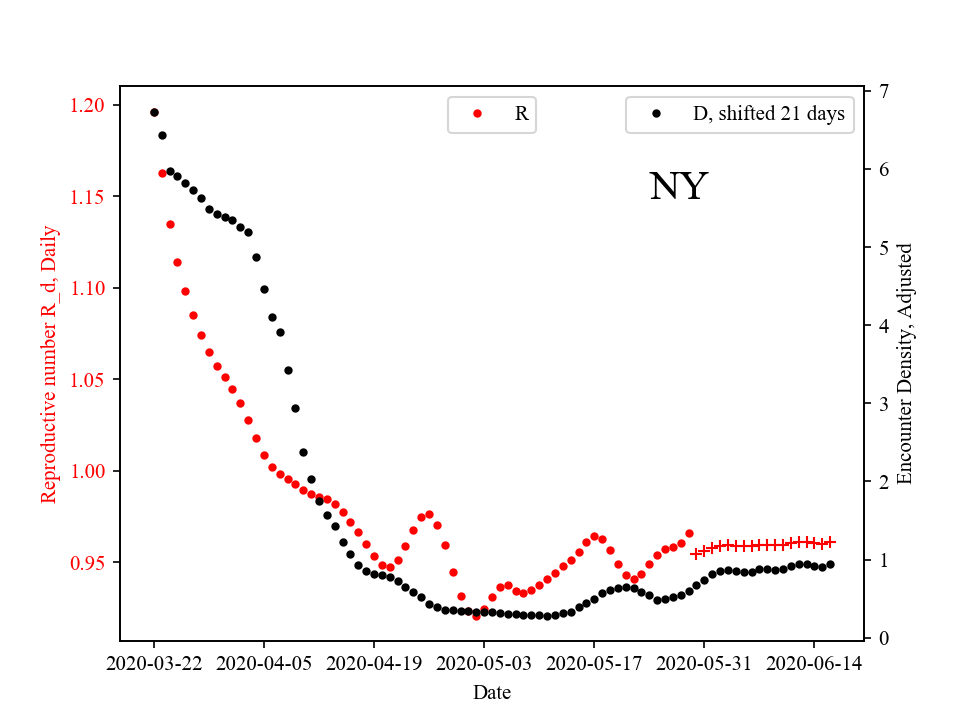 R
D, shifted 21 days
NY
Reproductive number R_d, Daily
1.20
1.15
1.10
1.05
1.00
0.95
7
6
5
4
3
2
1
0
Encounter Density, Adjusted
2020-03-22 2020-04-05 2020-04-19 2020-05-03 2020-05-17 2020-05-31 2020-06-14
Date